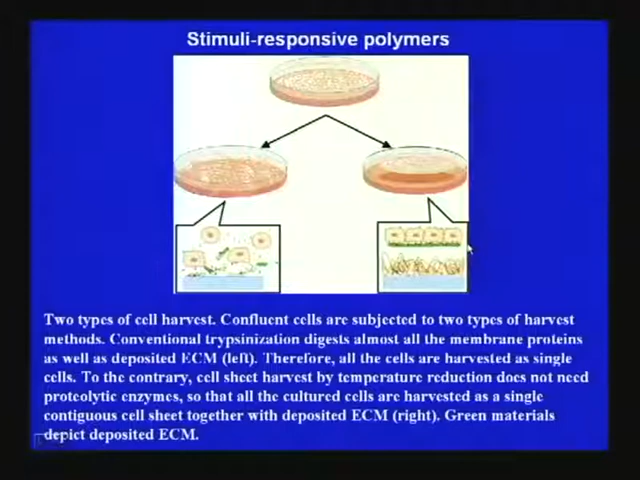 Stimuli-responsive polymers
Two types of cell harvest. Confluent cells are subjected to two types of harvest
methods. Conventional trypsinization digests almost all the membrane proteins
as well as deposited ECM (left). Therefore, all the cells are harvested as single
cells. To the contrary, cell sheet harvest by temperature reduction does not need
proteolytic enzymes, so that all the cultured cells are harvested as a single
contiguous cell sheet together with deposited ECM (right). Green materials
depict deposited ECM.